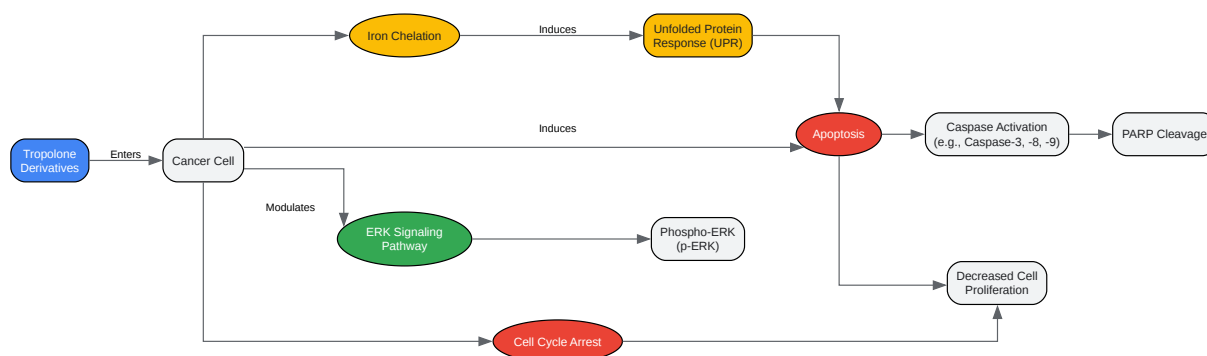 Iron Chelation
Induces
Unfolded Protein
Response (UPR)
Tropolone
Derivatives
Enters
Cancer Cell
Induces
Apoptosis
Caspase Activation
(e.g., Caspase-3, -8, -9)
PARP Cleavage
Modulates
ERK Signaling
Pathway
Phospho-ERK
(p-ERK)
Decreased Cell
Proliferation
Cell Cycle Arrest